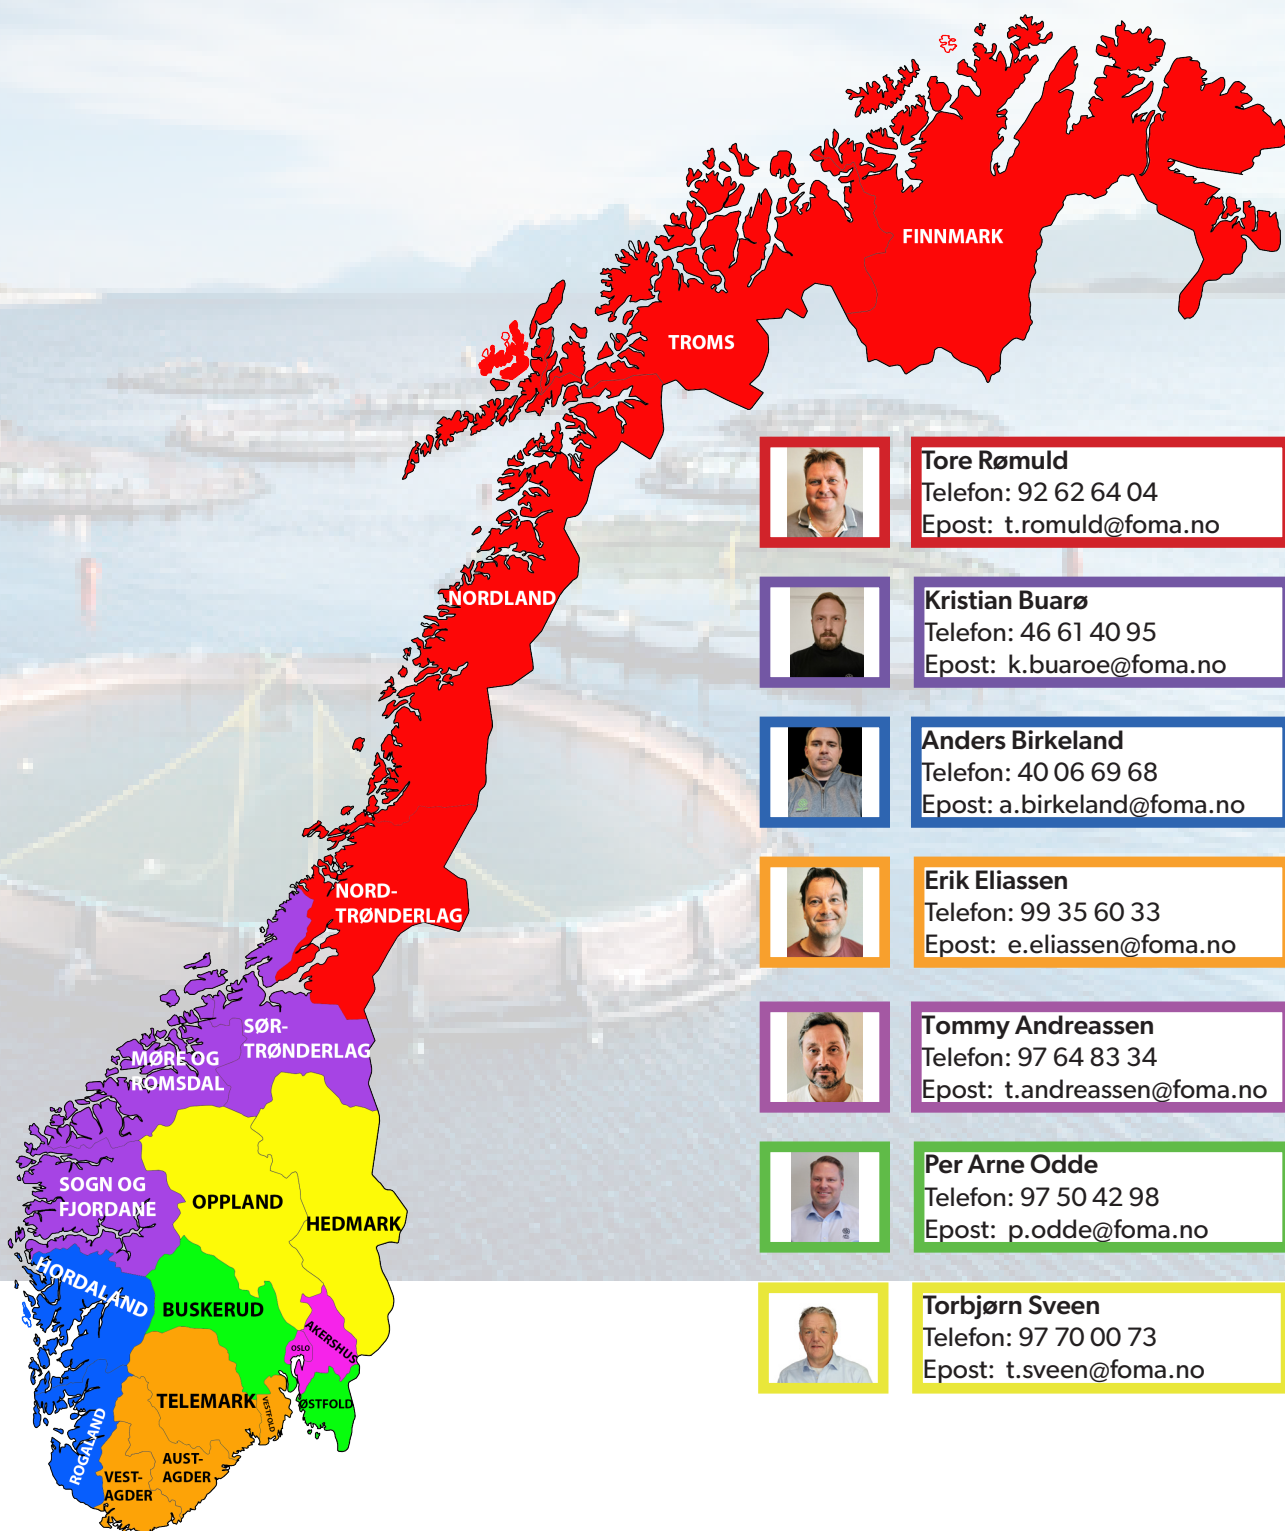 FINNMARK
TROMS
NORDLAND
NORD-
TRØNDERLAG
SØR-
TRØNDERLAG
MØRE OG
ROMSDAL
SOGN OG
FJORDANE
OPPLAND
HEDMARK
HORDALAND
BUSKERUD
AKERSHUS
OSLO
TELEMARK
VESTFOLD
ØSTFOLD
ROGALAND
AUST-
AGDER
VEST-
AGDER
Tore Rømuld
Telefon: 92 62 64 04
Epost: t.romuld@foma.no
Kristian Buarø
Telefon: 46 61 40 95
Epost: k.buaroe@foma.no
Anders Birkeland
Telefon: 40 06 69 68
Epost: a.birkeland@foma.no
Erik Eliassen
Telefon: 99 35 60 33
Epost: e.eliassen@foma.no
Tommy Andreassen
Telefon: 97 64 83 34
Epost: t.andreassen@foma.no
Per Arne Odde
Telefon: 97 50 42 98
Epost: p.odde@foma.no
Torbjørn Sveen
Telefon: 97 70 00 73
Epost: t.sveen@foma.no